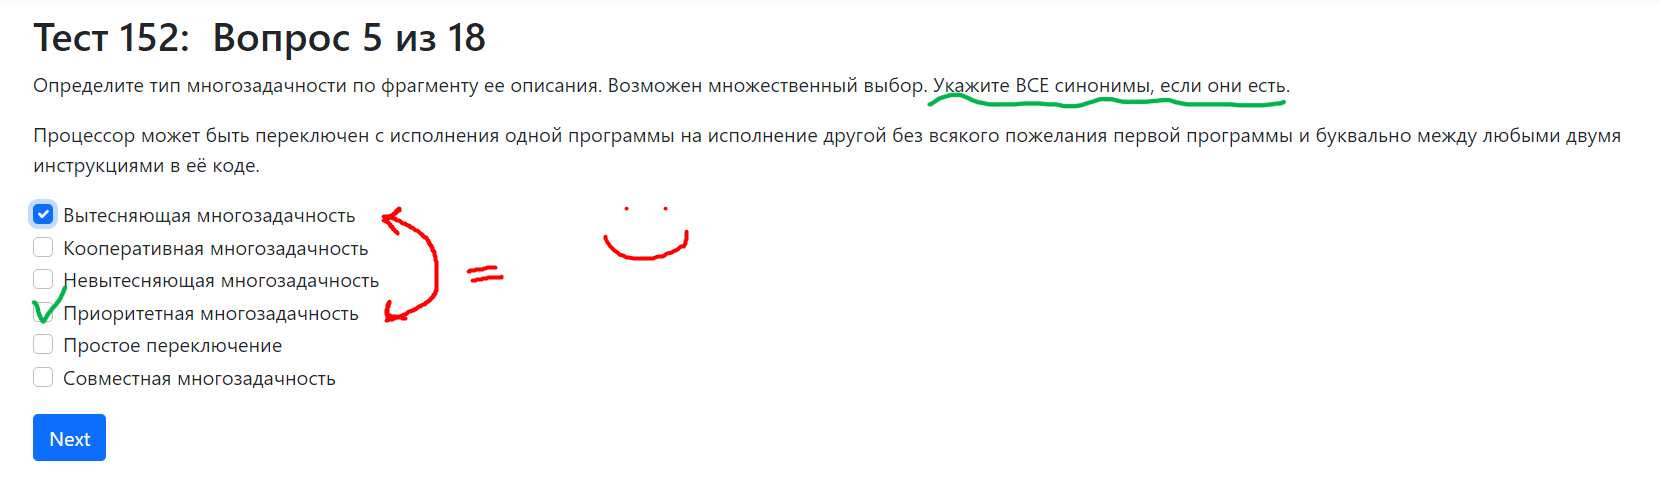 Тест 152: Вопрос 5 из 18
Определите тип многозадачности по фрагменту ее описания. Возможен множественный выбор. Укажите ВСЕ синонимы, если они есть.
Процессор может быть переключен с исполнения одной программы на исполнение другой без всякого пожелания первой программы и буквально между любыми двумя
инструкциями в её коде.
Вытесняющая многозадачность
Кооперативная многозадачность
=
Невытесняющая многозадачность
Приоритетная многозадачность
Простое переключение
Совместная многозадачность
Next